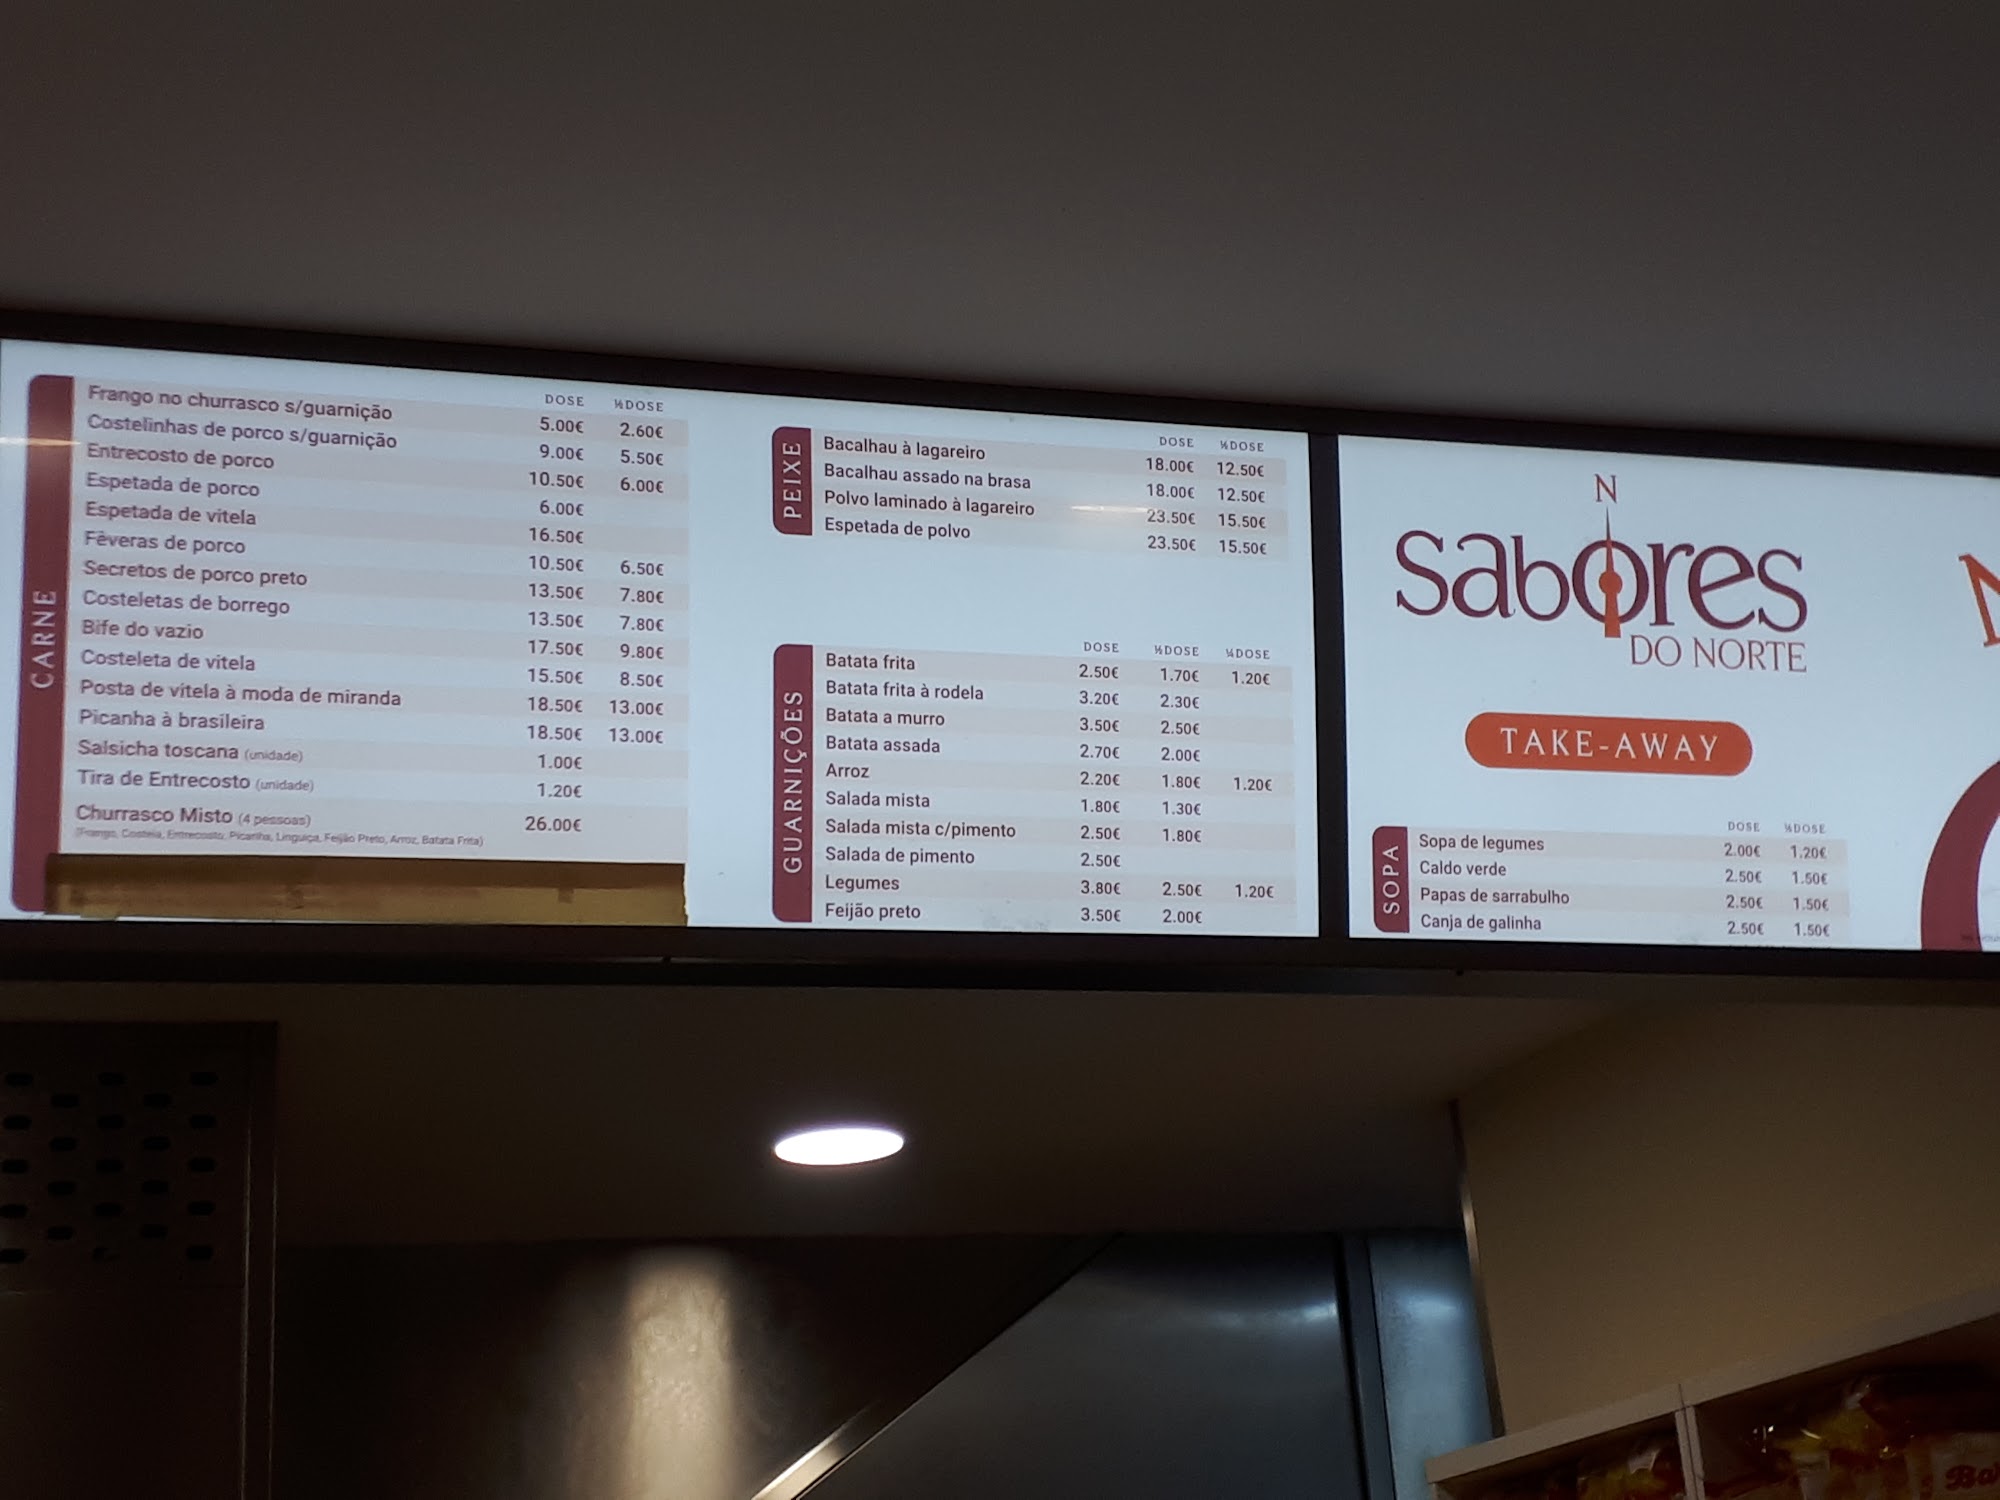 CARNE
DOSE ½DOSE
Frango no churrasco s/guarnição 5.00€ 2.60€
Costelinhas de porco s/guarnição 9.00€ 5.50€
Entrecosto de porco 10.50€ 6.00€
Espetada de porco 6.00€
Espetada de vitela 16.50€
Fêveras de porco 10.50€ 6.50€
Secretos de porco preto 13.50€ 7.80€
Costeletas de borrego 13.50€ 7.80€
Bife do vazio 17.50€ 9.80€
Costeleta de vitela 15.50€ 8.50€
Posta de vitela à moda de miranda 18.50€ 13.00€
Picanha à brasileira 18.50€ 13.00€
Salsicha toscana (unidade) 1.00€
Tira de Entrecosto (unidade) 1.20€
Churrasco Misto (4 pessoas) 26.00€
(Frango, Costela, Entrecosto, Picanha, Linguiça, Feijão Preto, Arroz, Batata Frita)
PEIXE
DOSE ½DOSE
Bacalhau à lagareiro 18.00€ 12.50€
Bacalhau assado na brasa 18.00€ 12.50€
Polvo laminado à lagareiro 23.50€ 15.50€
Espetada de polvo 23.50€ 15.50€
GUARNIÇÕES
DOSE ½DOSE ¼DOSE
Batata frita 2.50€ 1.70€ 1.20€
Batata frita à rodela 3.20€ 2.30€
Batata a murro 3.50€ 2.50€
Batata assada 2.70€ 2.00€
Arroz 2.20€ 1.80€ 1.20€
Salada mista 1.80€ 1.30€
Salada mista c/pimento 2.50€ 1.80€
Salada de pimento 2.50€
Legumes 3.80€ 2.50€ 1.20€
Feijão preto 3.50€ 2.00€
N
Sabores
DO NORTE
TAKE-AWAY
SOPA
DOSE ½DOSE
Sopa de legumes 2.00€ 1.20€
Caldo verde 2.50€ 1.50€
Papas de sarrabulho 2.50€ 1.50€
Canja de galinha 2.50€ 1.50€